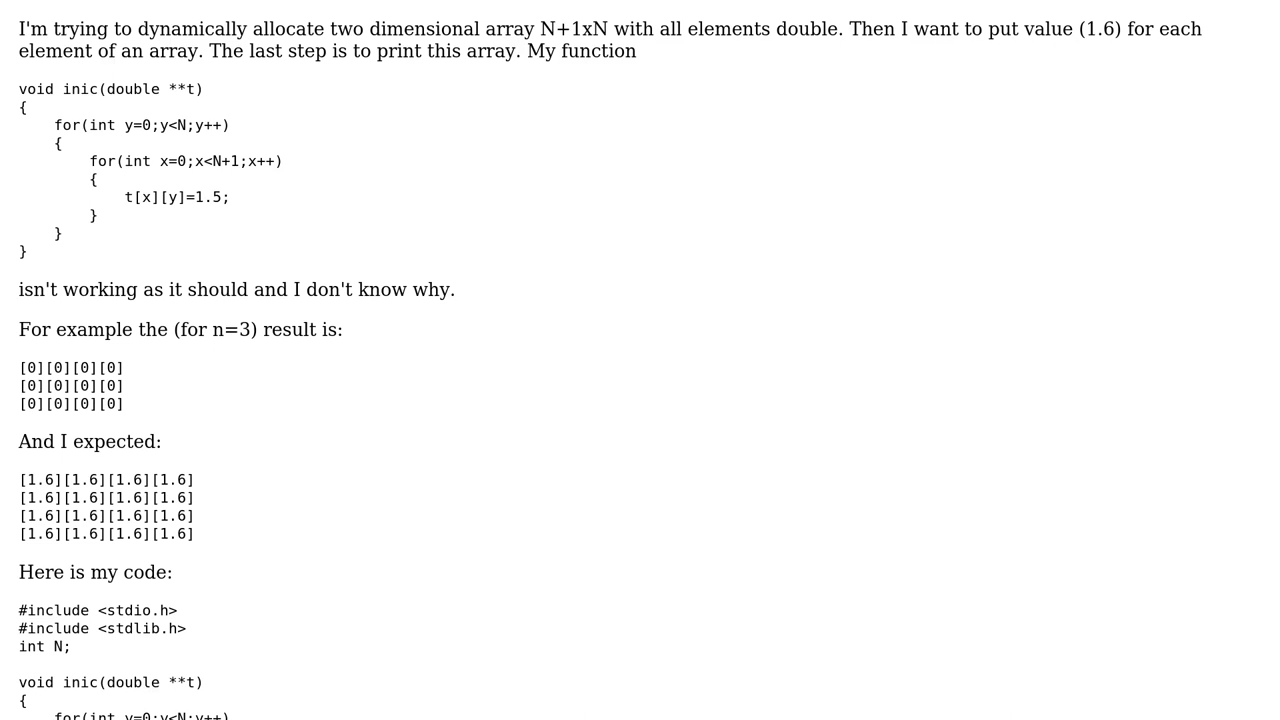 I'm trying to dynamically allocate two dimensional array N+1xN with all elements double. Then I want to put value (1.6) for each
element of an array. The last step is to print this array. My function
void inic(double **t)
{
    for(int y=0;y<N;y++)
    {
        for(int x=0;x<N+1;x++)
        {
            t[x][y]=1.5;
        }
    }
}
isn't working as it should and I don't know why.
For example the (for n=3) result is:
[0][0][0][0]
[0][0][0][0]
[0][0][0][0]
And I expected:
[1.6][1.6][1.6][1.6]
[1.6][1.6][1.6][1.6]
[1.6][1.6][1.6][1.6]
[1.6][1.6][1.6][1.6]
Here is my code:
#include <stdio.h>
#include <stdlib.h>
int N;
void inic(double **t)
{
    for(int y=0;y<N;y++)